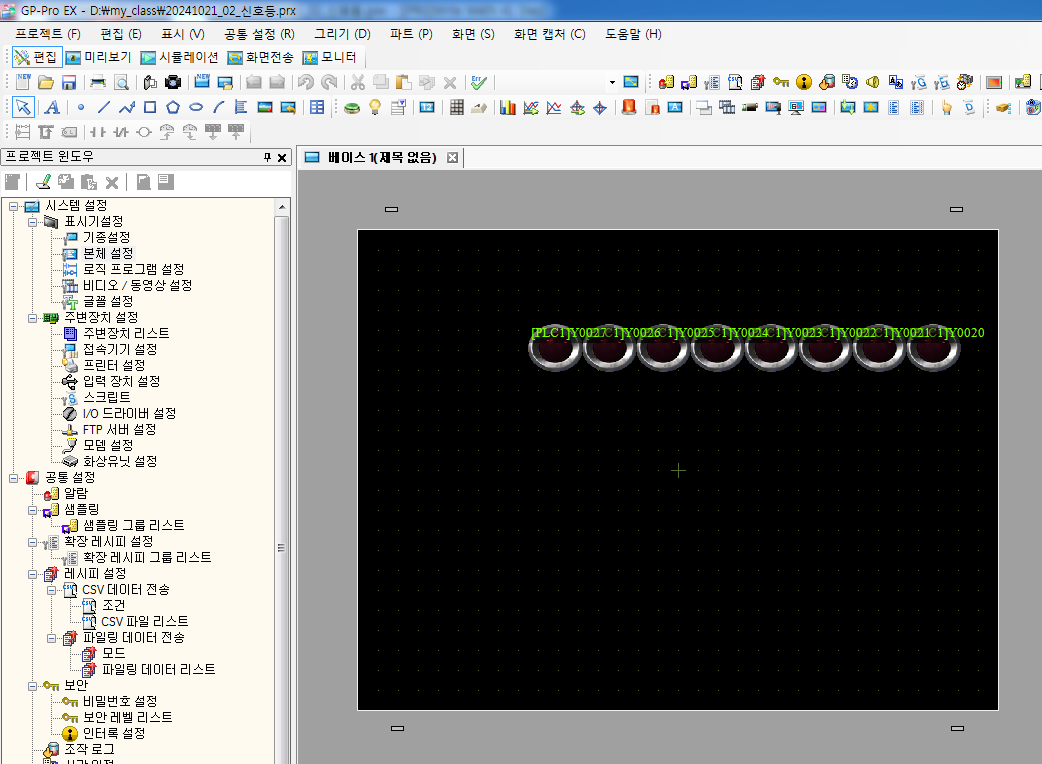 GP-Pro EX - D:₩my_class₩20241021_02_신호등.prx
프로젝트 (F) 편집 (E) 표시 (V) 공통 설정 (R) 그리기 (D) 파트 (P) 화면 (S) 화면 캡처 (C) 도움말 (H)
편집 미리보기 시뮬레이션 화면전송 모니터
프로젝트 윈도우
베이스 1(제목 없음)
시스템 설정
표시기설정
기종설정
본체 설정
로직 프로그램 설정
비디오 / 동영상 설정
글꼴 설정
주변장치 설정
주변장치 리스트
접속기기 설정
프린터 설정
입력 장치 설정
스크립트
I/O 드라이버 설정
FTP 서버 설정
모뎀 설정
화상유닛 설정
공통 설정
알람
샘플링
샘플링 그룹 리스트
확장 레시피 설정
확장 레시피 그룹 리스트
레시피 설정
CSV 데이터 전송
조건
CSV 파일 리스트
파일링 데이터 전송
모드
파일링 데이터 리스트
보안
비밀번호 설정
보안 레벨 리스트
인터록 설정
조작 로그
[PLC1]Y0027 C1]Y0026 C1]Y0025 C1]Y0024 C1]Y0023 C1]Y0022 C1]Y0021 C1]Y0020